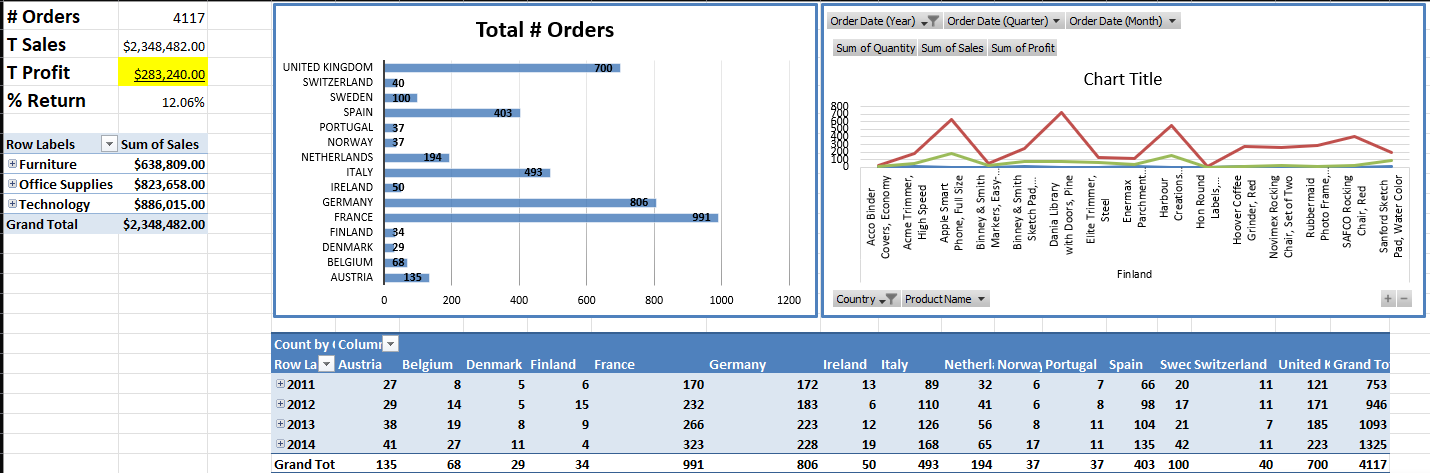 # Orders 4117
T Sales $2,348,482.00
T Profit $283,240.00
% Return 12.06%
Row Labels Sum of Sales
Furniture $638,809.00
Office Supplies $823,658.00
Technology $886,015.00
Grand Total $2,348,482.00
Total # Orders
UNITED KINGDOM 700
SWITZERLAND 40
SWEDEN 100
SPAIN 403
PORTUGAL 37
NORWAY 37
NETHERLANDS 194
ITALY 493
IRELAND 50
GERMANY 806
FRANCE 991
FINLAND 34
DENMARK 29
BELGIUM 68
AUSTRIA 135
0 200 400 600 800 1000 1200
Order Date (Year) Order Date (Quarter) Order Date (Month)
Sum of Quantity Sum of Sales Sum of Profit
Chart Title
800
700
600
500
400
300
200
100
0
Acco Binder
Covers, Economy
Acme Trimmer,
High Speed
Apple Smart
Phone, Full Size
Binney & Smith
Markers, Easy-…
Binney & Smith
Sketch Pad,…
Dania Library
with Doors, Pine
Elite Trimmer,
Steel
Enermax
Parchment…
Harbour
Creations…
Hon Round
Labels,…
Hoover Coffee
Grinder, Red
Novimex Rocking
Chair, Set of Two
Rubbermaid
Photo Frame,…
SAFCO Rocking
Chair, Red
Sanford Sketch
Pad, Water Color
Finland
Country Product Name
+ −
Count by ( Column
Row La Austria Belgium Denmark Finland France Germany Ireland Italy Netherl Norway Portugal Spain Swed Switzerland United K Grand Tot
2011 27 8 5 6 170 172 13 89 32 6 7 66 20 11 121 753
2012 29 14 5 15 232 183 6 110 41 6 8 98 17 11 171 946
2013 38 19 8 9 266 223 12 126 56 8 11 104 21 7 185 1093
2014 41 27 11 4 323 228 19 168 65 17 11 135 42 11 223 1325
Grand Tot 135 68 29 34 991 806 50 493 194 37 37 403 100 40 700 4117